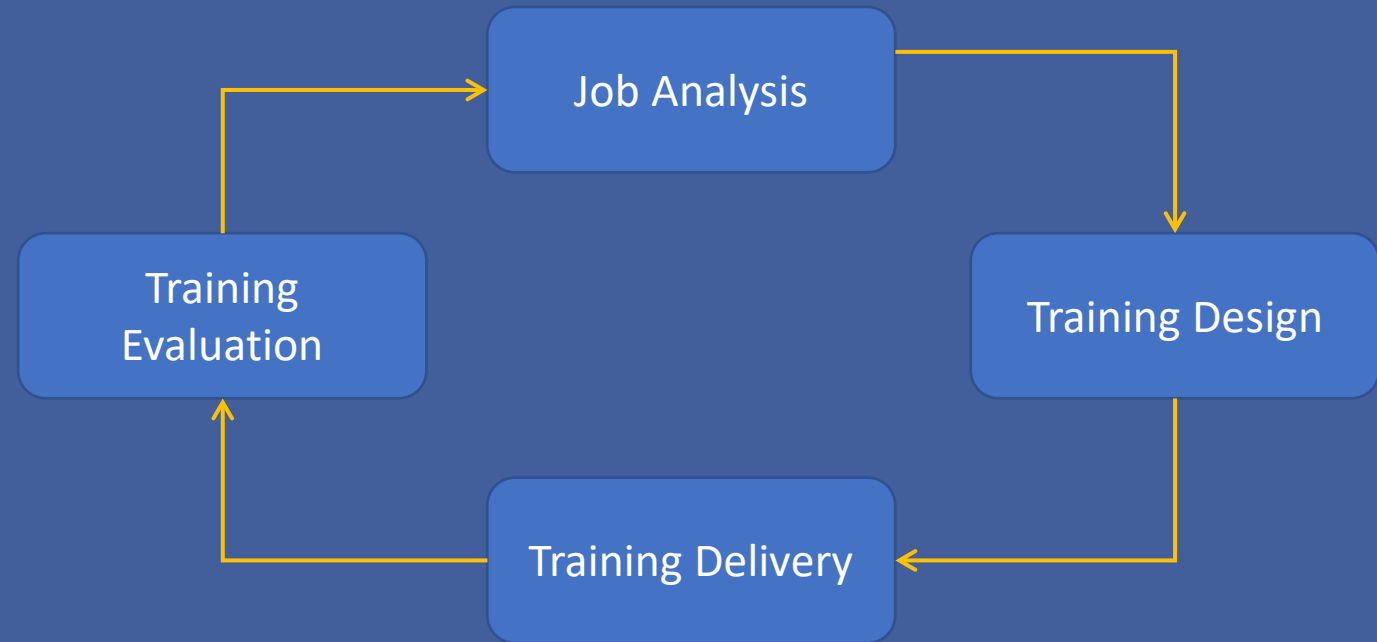 Job Analysis
Training
Evaluation
Training Design
Training Delivery